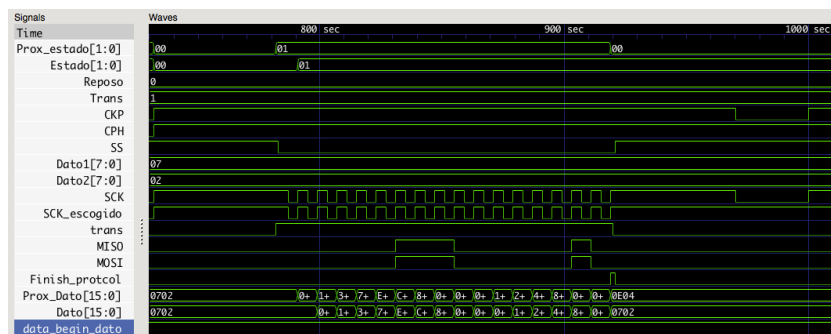 Signals
Waves
Time
800 sec 900 sec 1000 sec
Prox_estado[1:0] 00 01 00
Estado[1:0] 00 01
Reposo 0
Trans 1
CKP
CPH
SS
Dato1[7:0] 07
Dato2[7:0] 02
SCK
SCK_escogido
trans
MISO
MOSI
Finish_protcol
Prox_Dato[15:0] 0702 0+ 1+ 3+ 7+ E+ C+ 8+ 0+ 0+ 0+ 1+ 2+ 4+ 8+ 0+ 0+ 0E04
Dato[15:0] 0702 0+ 1+ 3+ 7+ E+ C+ 8+ 0+ 0+ 0+ 1+ 2+ 4+ 8+ 0+ 0702
data_begin_dato